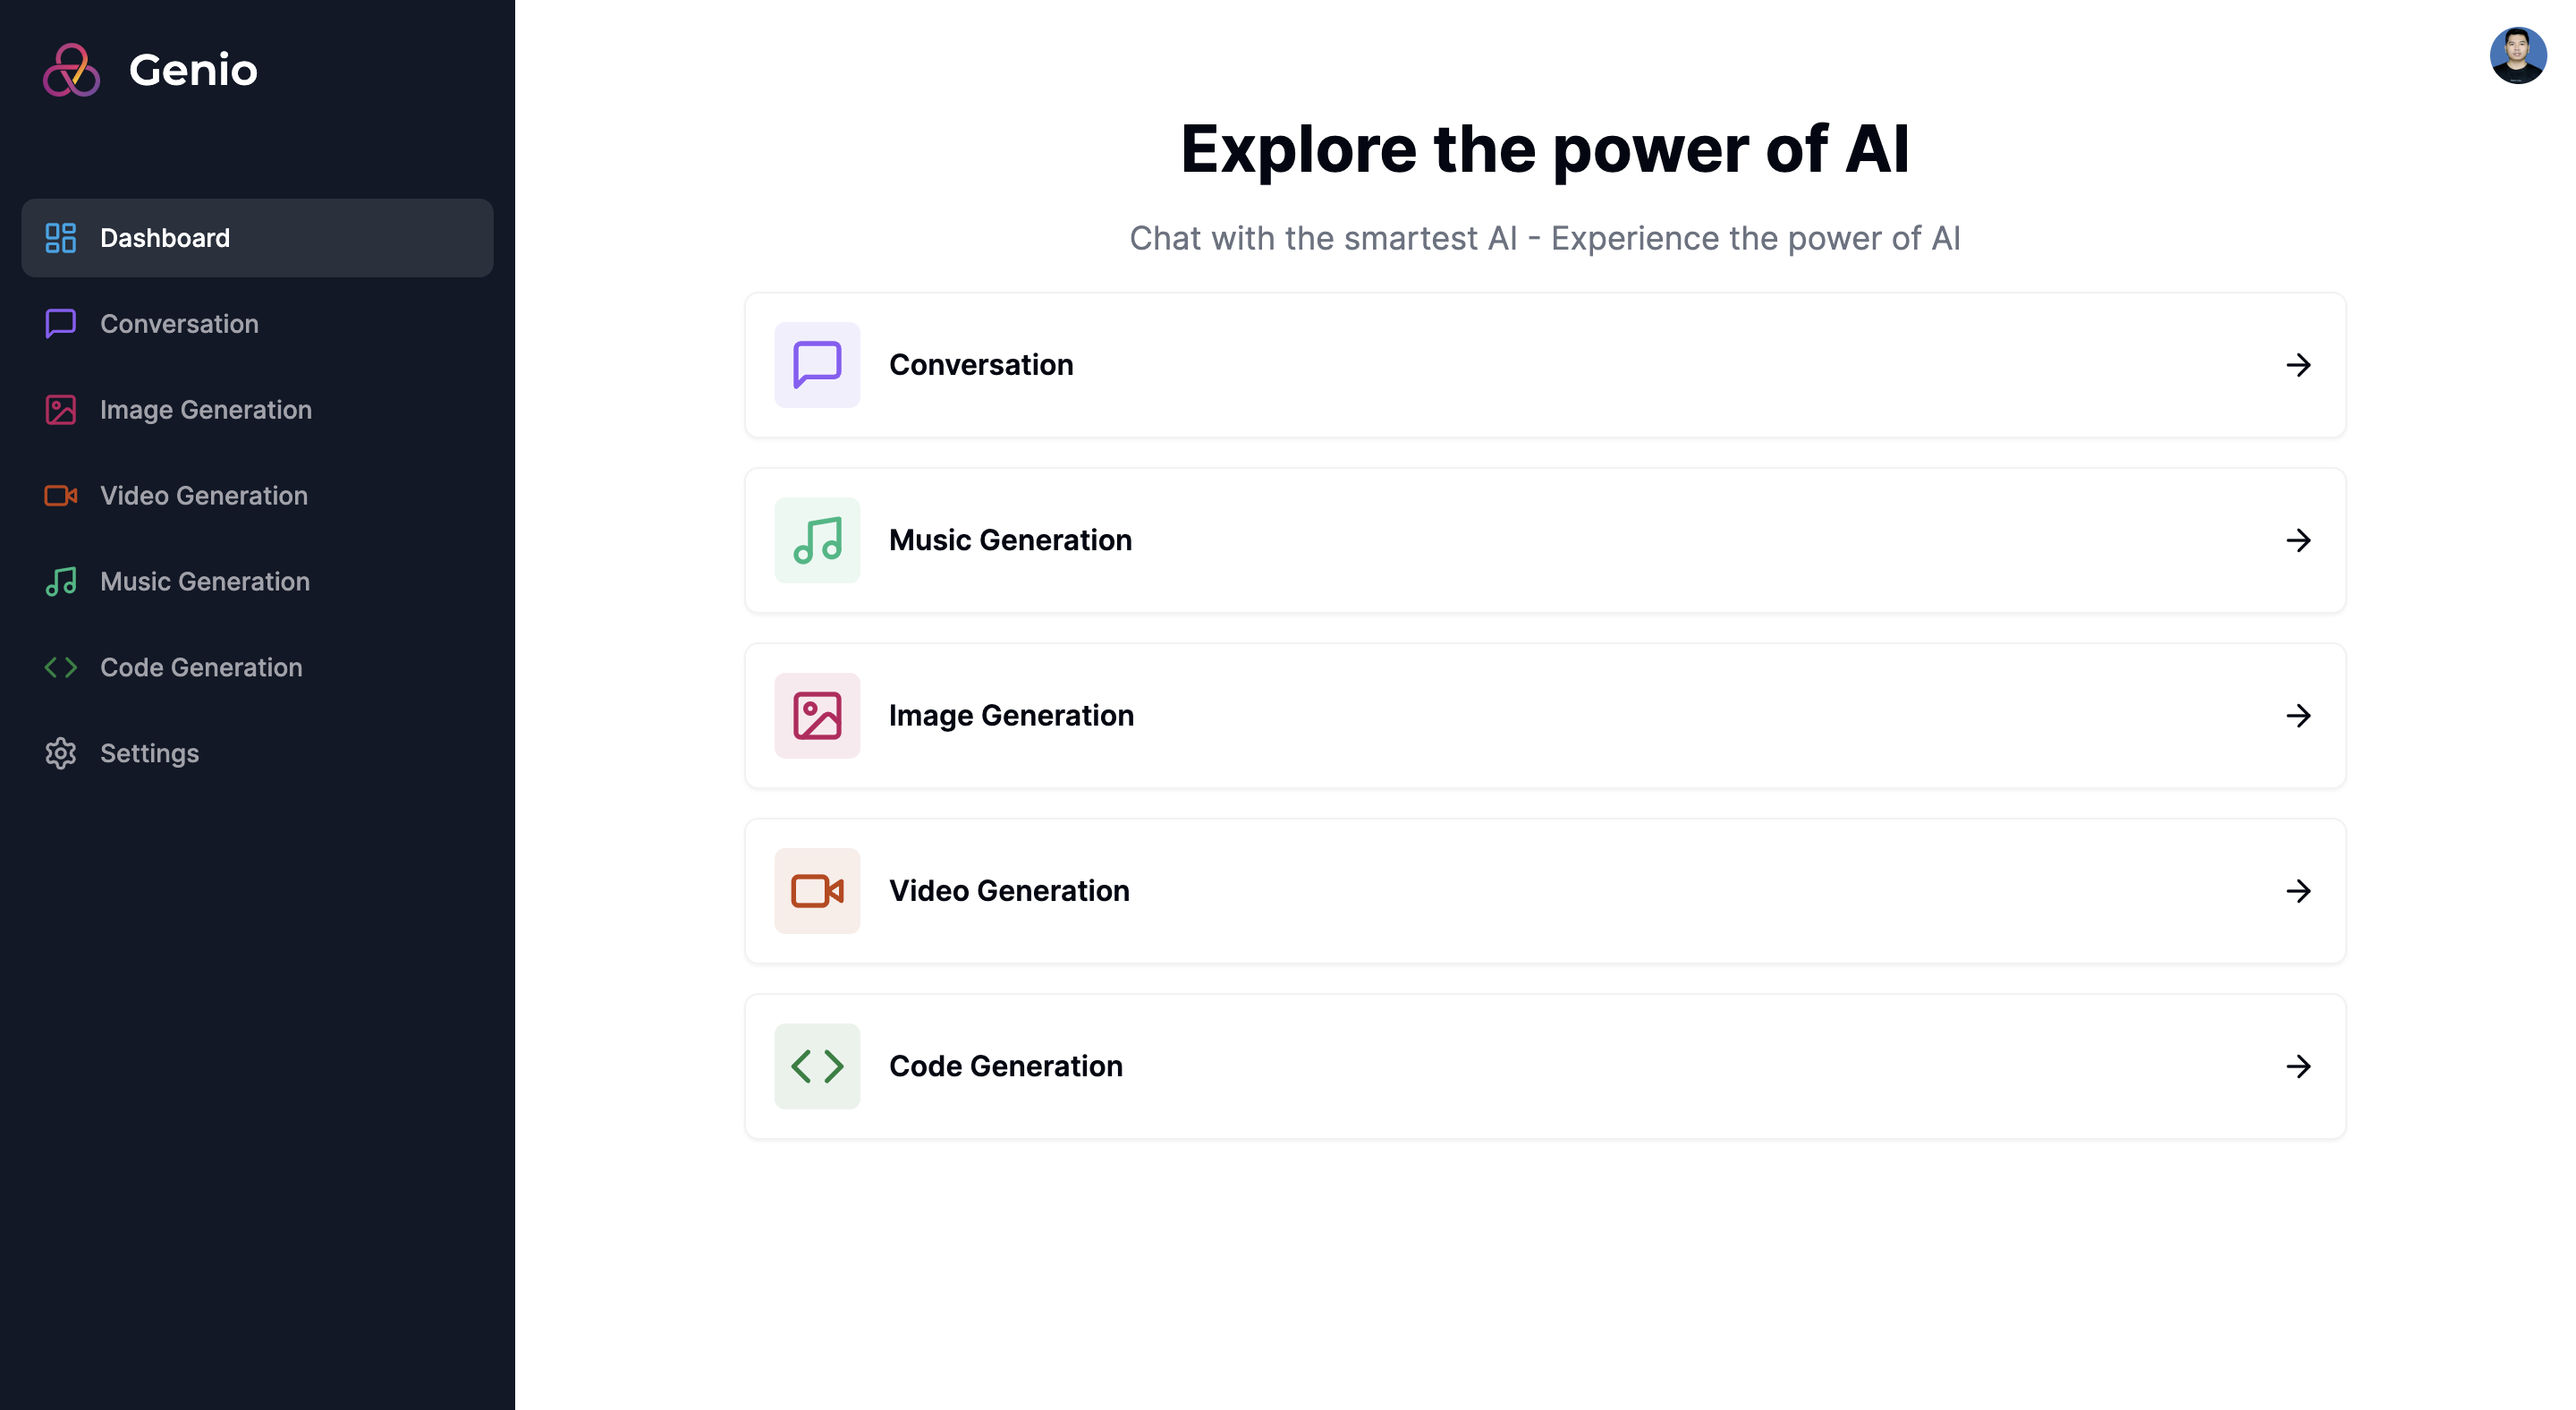 Genio
Dashboard
Conversation
Image Generation
Video Generation
Music Generation
Code Generation
Settings
Explore the power of AI
Chat with the smartest AI - Experience the power of AI
Conversation
Music Generation
Image Generation
Video Generation
Code Generation